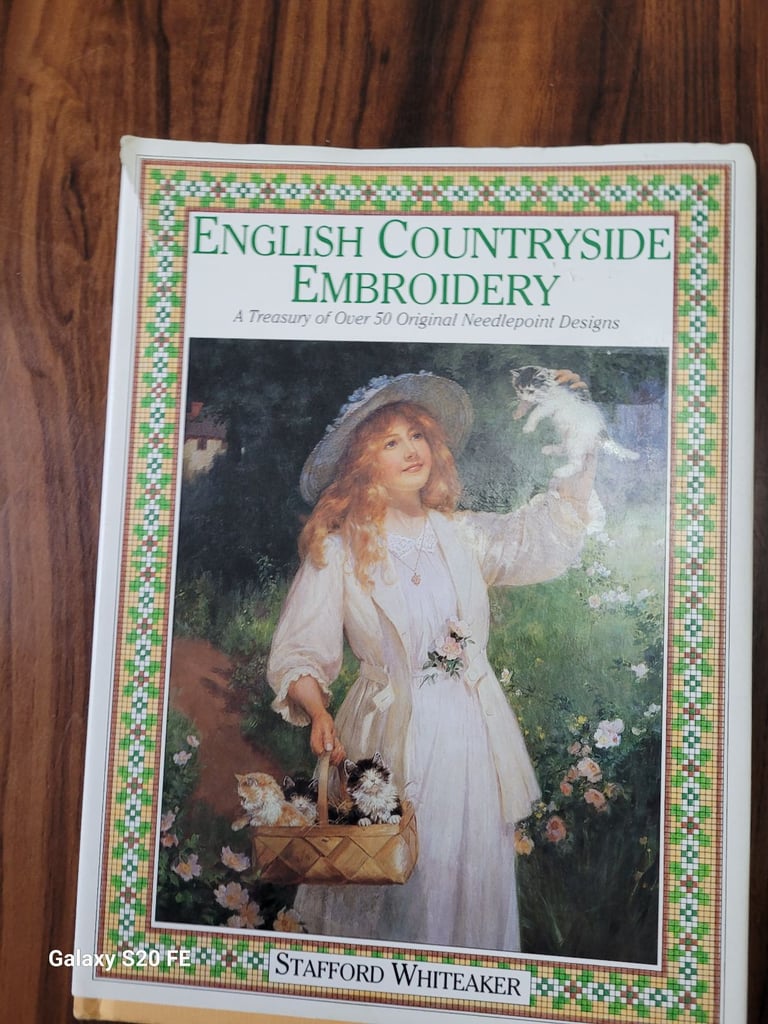 ENGLISH COUNTRYSIDE
EMBROIDERY
A Treasury of Over 50 Original Needlepoint Designs
STAFFORD WHITEAKER
Galaxy S20 FE